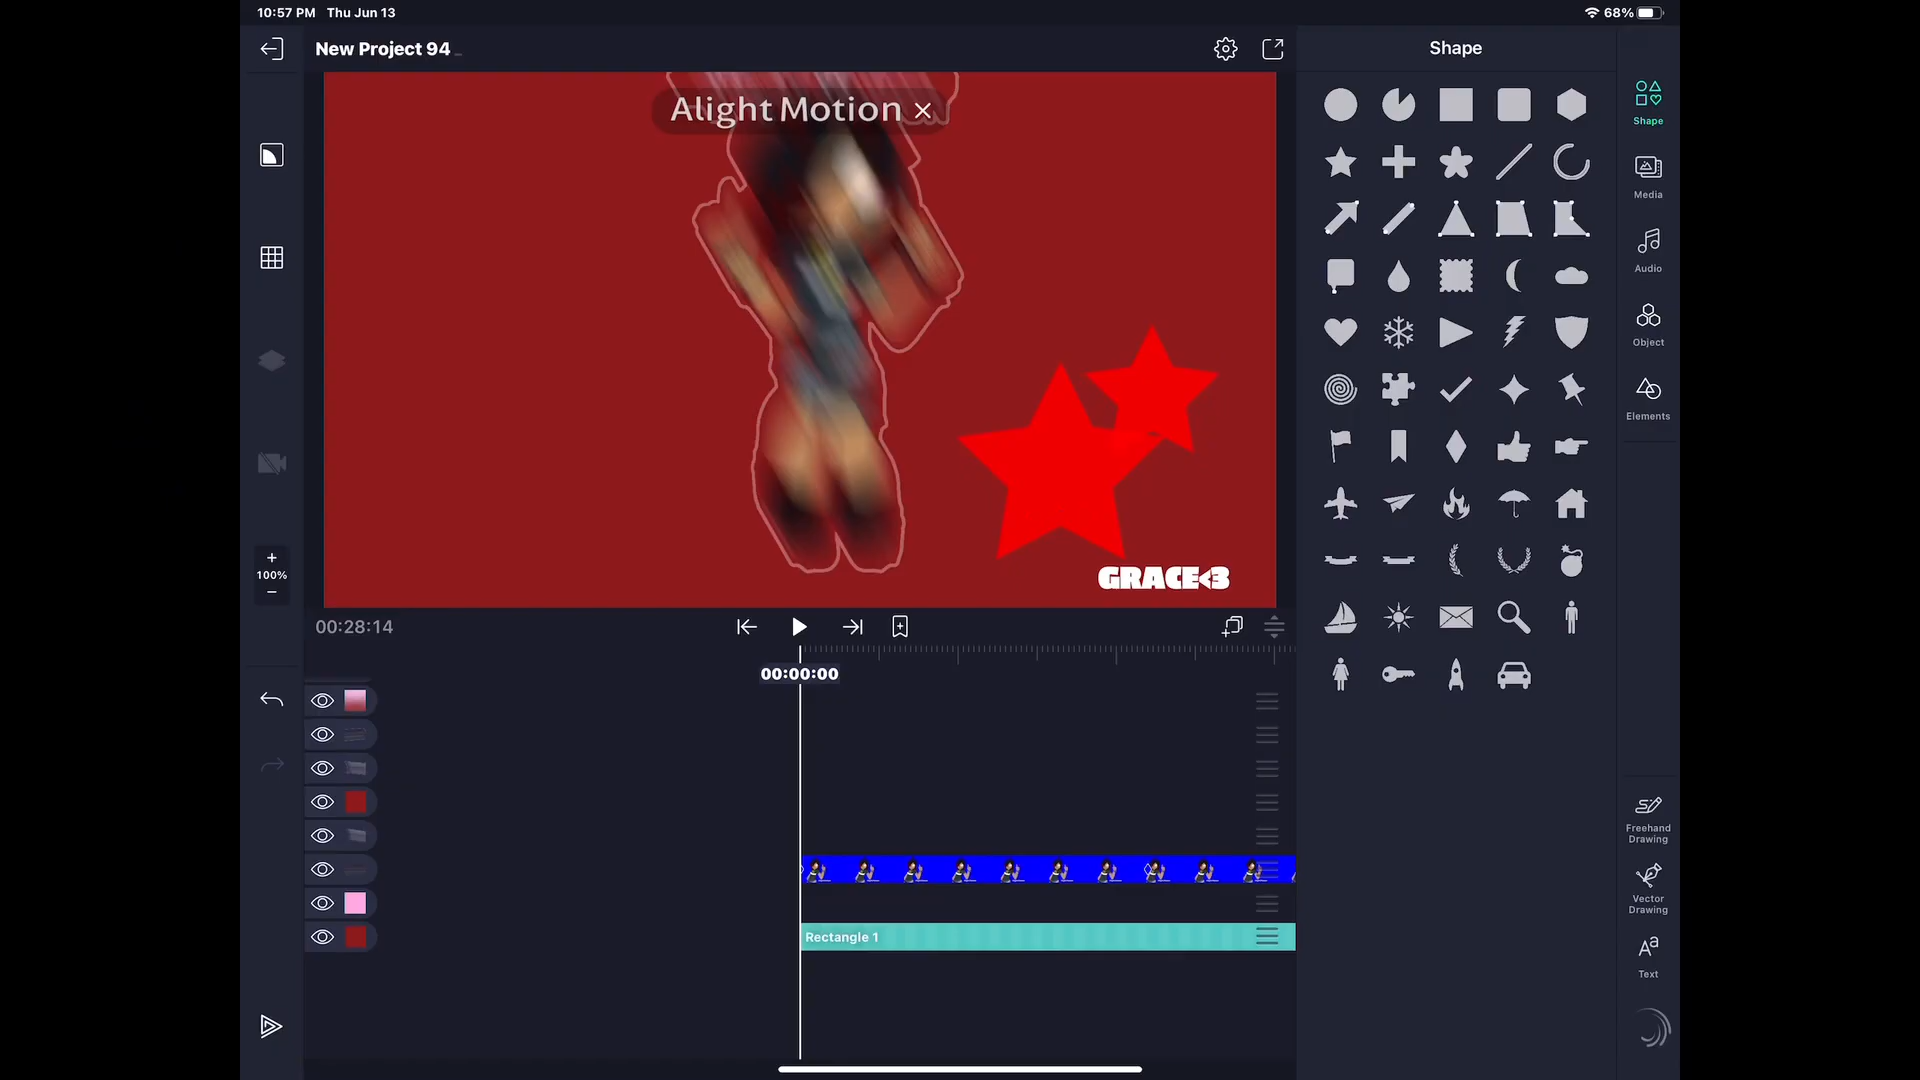 10:57 PM Thu Jun 13
68%
New Project 94
Shape
Alight Motion ×
Shape
Media
Audio
Object
Elements
+
100%
−
GRACE<3
00:28:14
00:00:00
Rectangle 1
Freehand
Drawing
Vector
Drawing
Aa
Text